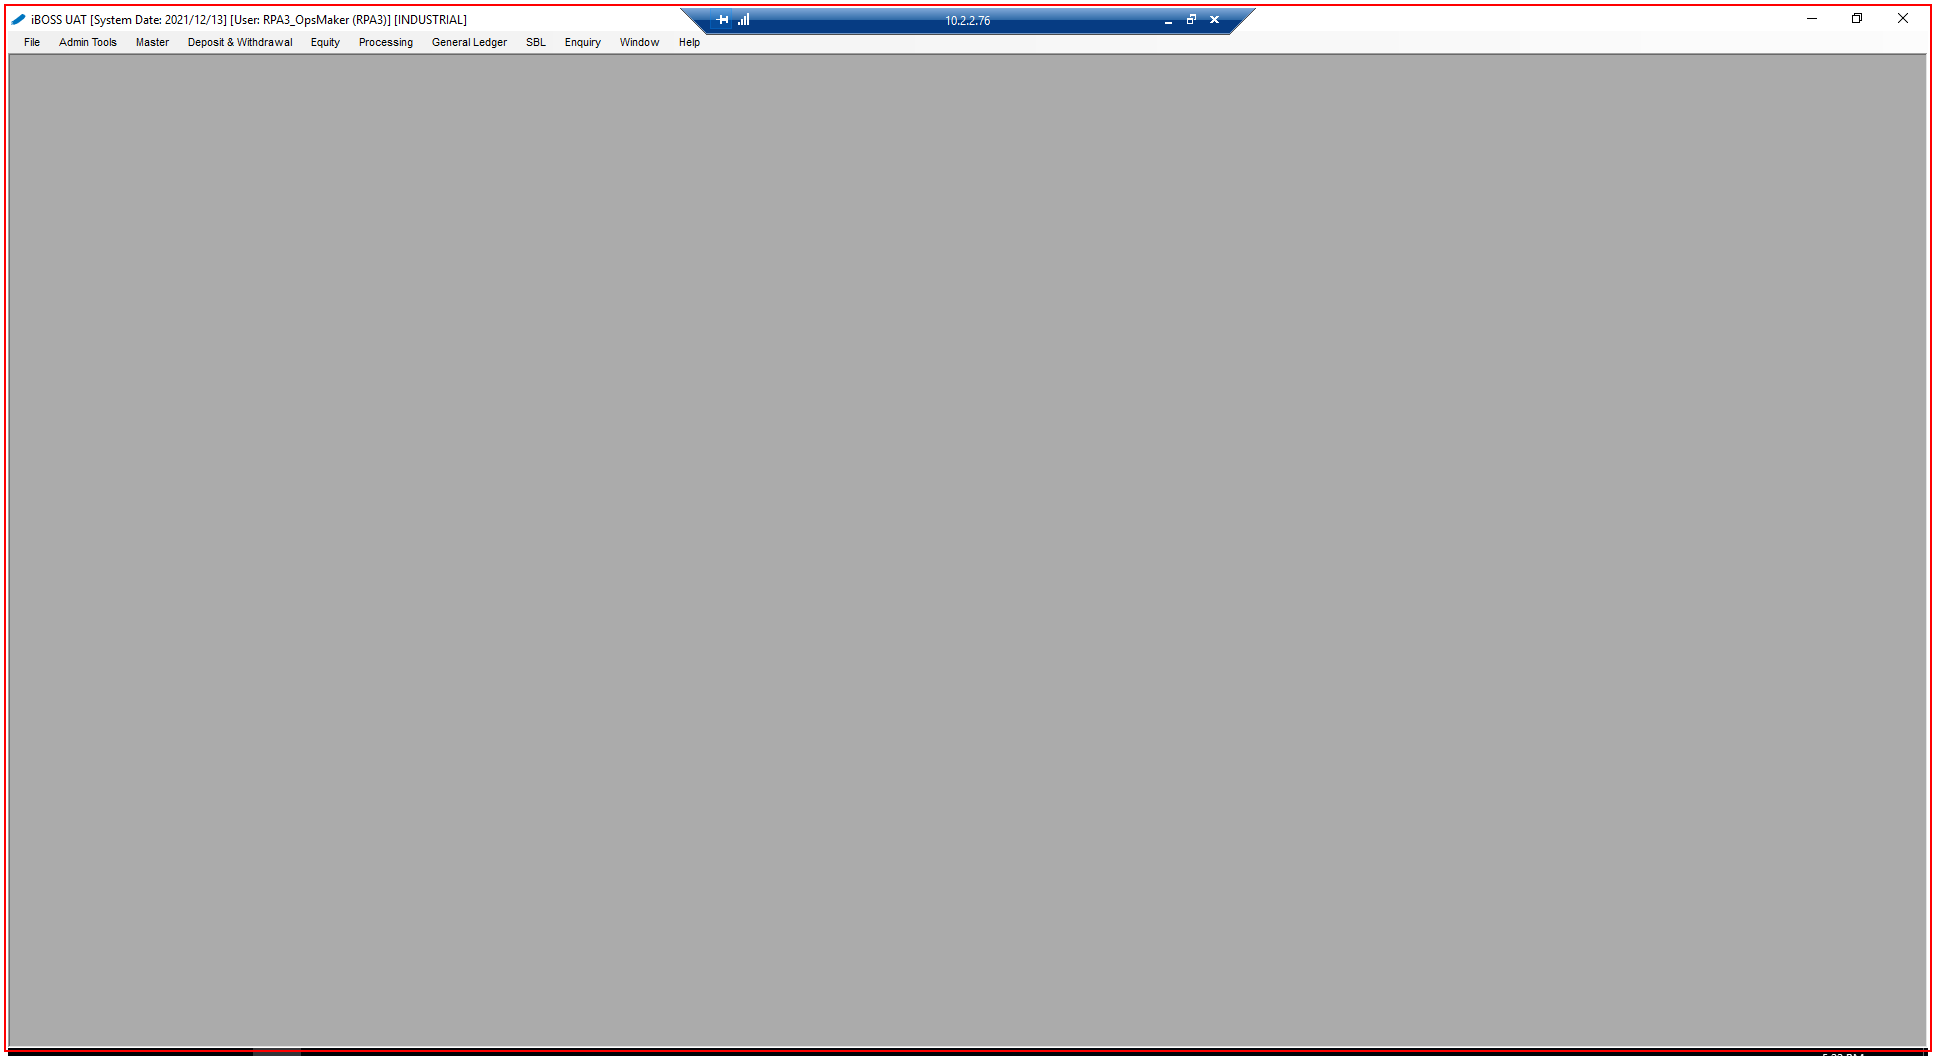 iBOSS UAT [System Date: 2021/12/13] [User: RPA3_OpsMaker (RPA3)] [INDUSTRIAL]
10.2.2.76
File Admin Tools Master Deposit & Withdrawal Equity Processing General Ledger SBL Enquiry Window Help